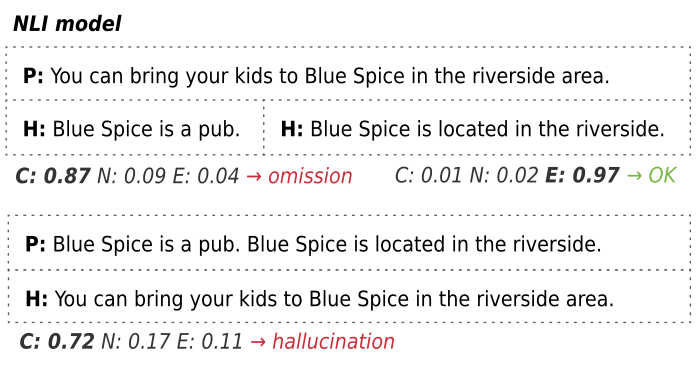 NLI model
P: You can bring your kids to Blue Spice in the riverside area.
H: Blue Spice is a pub. H: Blue Spice is located in the riverside.
C: 0.87 N: 0.09 E: 0.04 → omission C: 0.01 N: 0.02 E: 0.97 → OK
P: Blue Spice is a pub. Blue Spice is located in the riverside.
H: You can bring your kids to Blue Spice in the riverside area.
C: 0.72 N: 0.17 E: 0.11 → hallucination